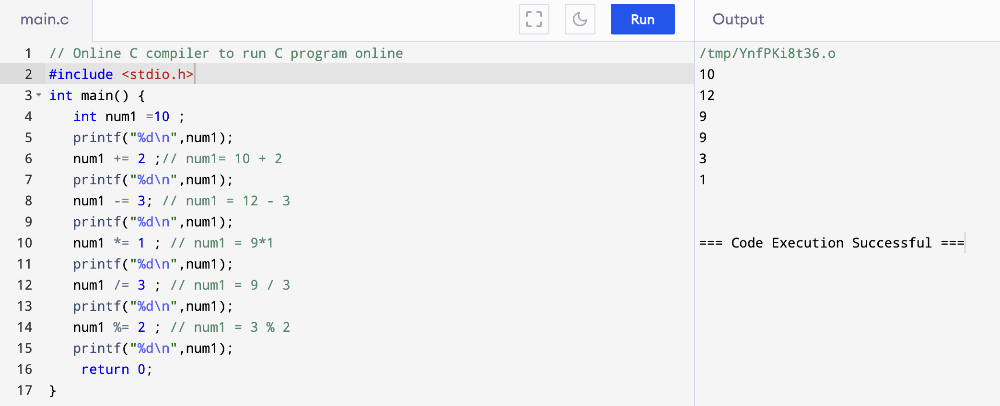 main.c
Run
Output
1 // Online C compiler to run C program online
2 #include <stdio.h>
3 int main() {
4    int num1 =10 ;
5    printf("%d\n",num1);
6    num1 += 2 ;// num1= 10 + 2
7    printf("%d\n",num1);
8    num1 -= 3; // num1 = 12 - 3
9    printf("%d\n",num1);
10    num1 *= 1 ; // num1 = 9*1
11    printf("%d\n",num1);
12    num1 /= 3 ; // num1 = 9 / 3
13    printf("%d\n",num1);
14    num1 %= 2 ; // num1 = 3 % 2
15    printf("%d\n",num1);
16     return 0;
17 }
/tmp/YnfPKi8t36.o
10
12
9
9
3
1
=== Code Execution Successful ===